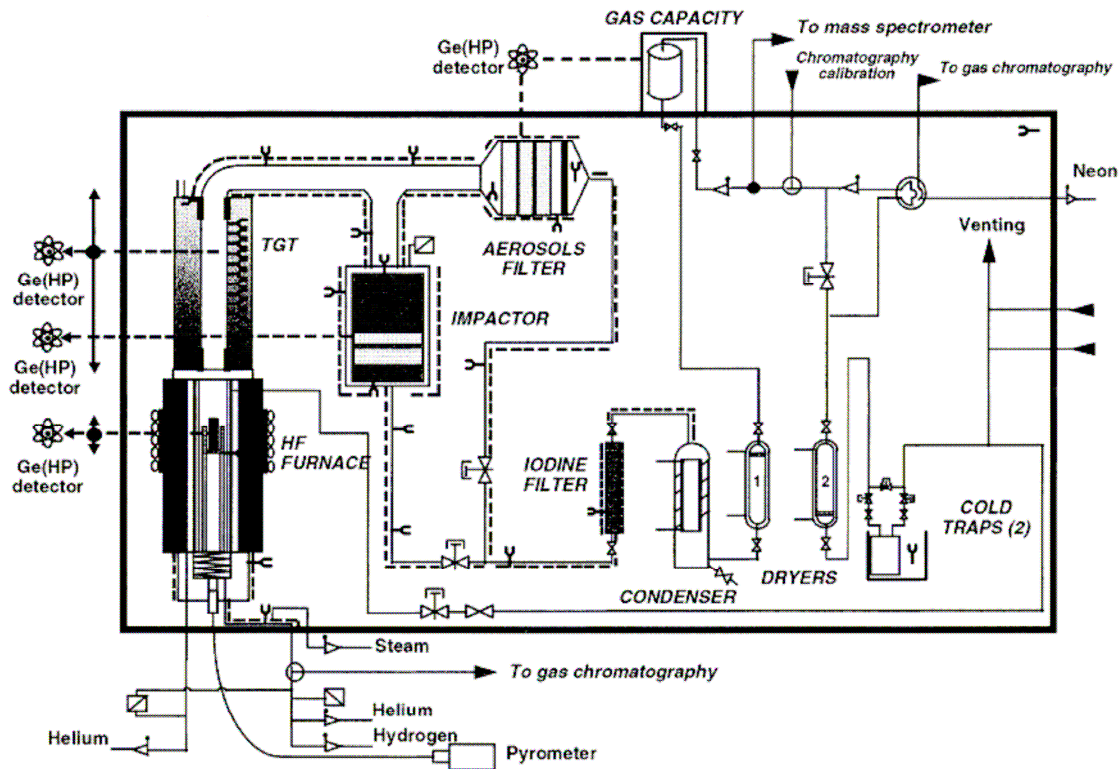 GAS CAPACITY
To mass spectrometer
Ge(HP)
detector
Chromatography
calibration
To gas chromatography
Neon
Venting
TGT
AEROSOLS
FILTER
Ge(HP)
detector
IMPACTOR
Ge(HP)
detector
HF
FURNACE
Ge(HP)
detector
IODINE
FILTER
1
2
COLD
TRAPS (2)
DRYERS
CONDENSER
Steam
To gas chromatography
Helium
Helium
Hydrogen
Pyrometer